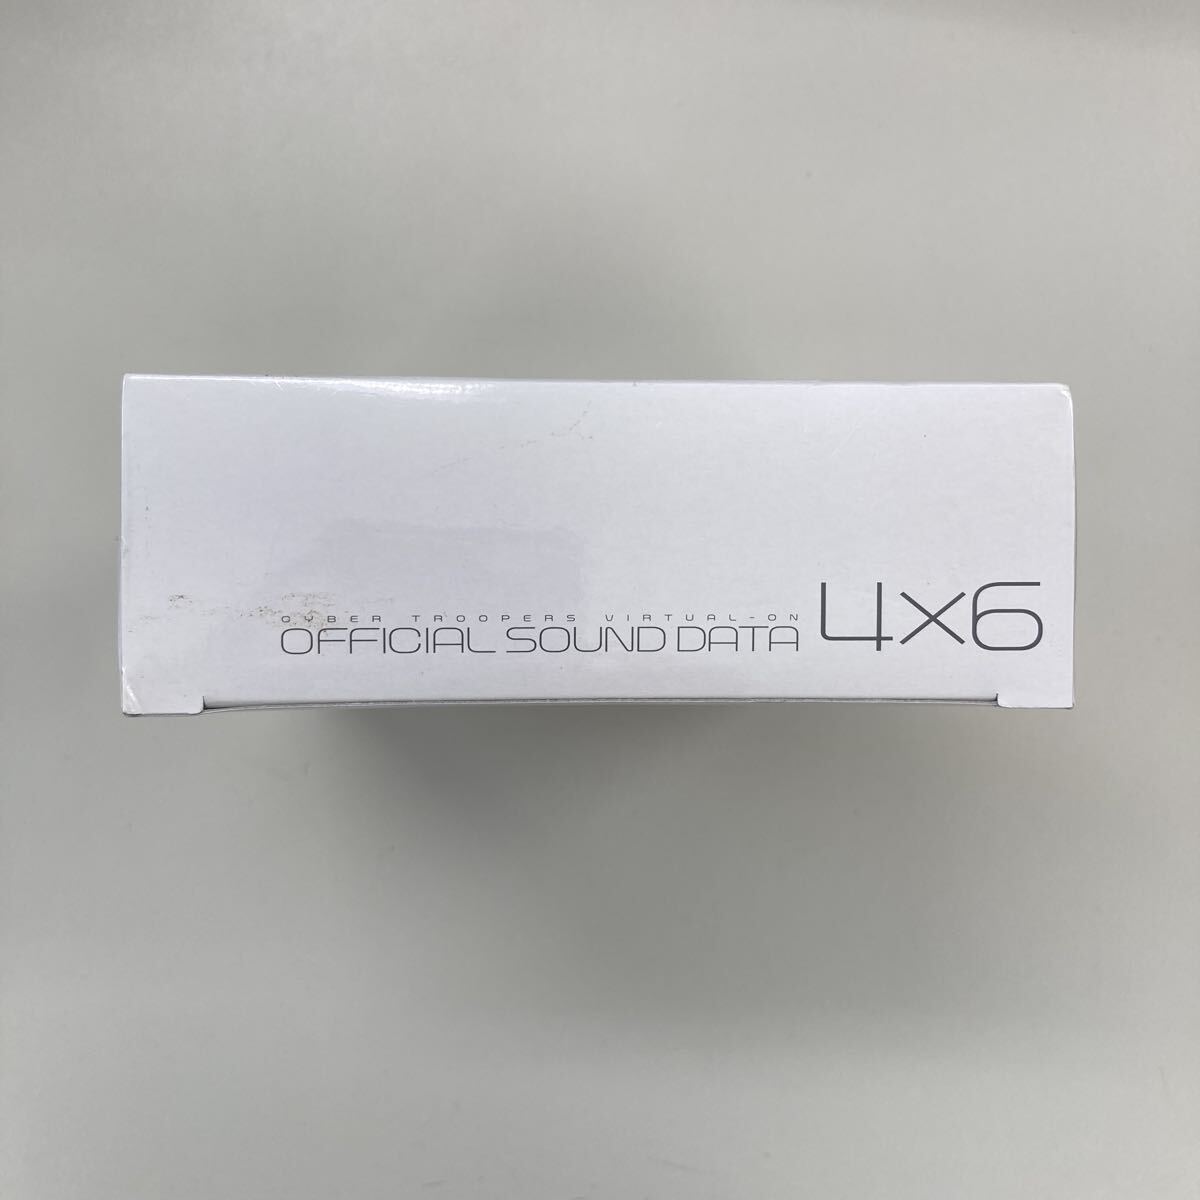 CYBER TROOPERS VIRTUAL-ON
OFFICIAL SOUND DATA 4x6